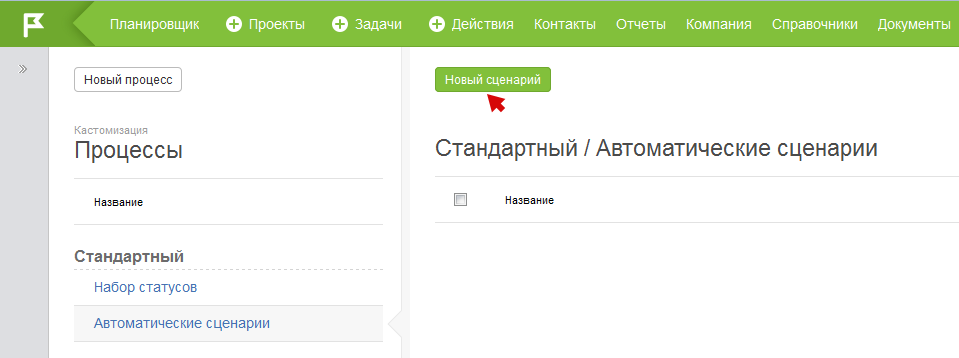 Планировщик Проекты Задачи Действия Контакты Отчеты Компания Справочники Документы
Новый процесс
Кастомизация
Процессы
Название
Стандартный
Набор статусов
Автоматические сценарии
Новый сценарий
Стандартный / Автоматические сценарии
Название